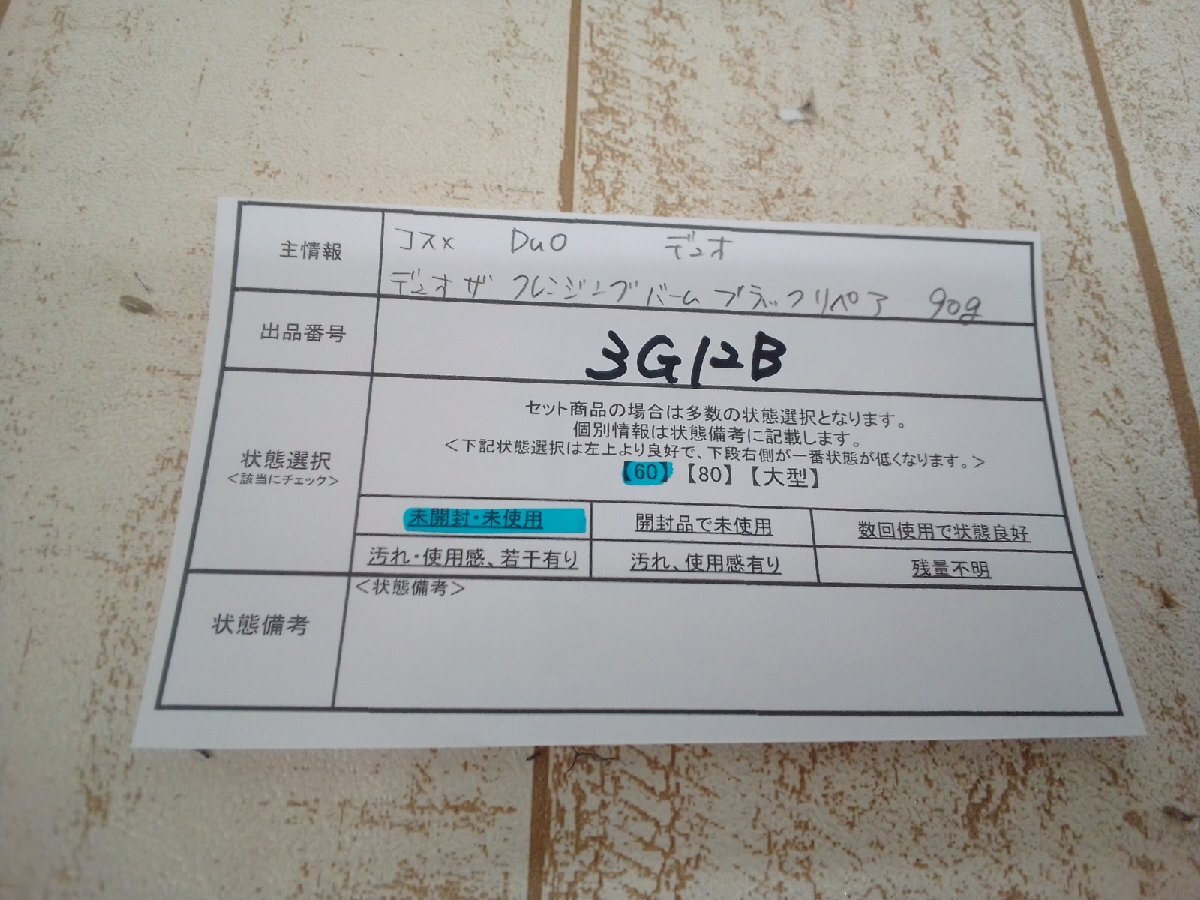 主情報
コスメ DUO デュオ
デュオ ザ クレンジングバーム ブラックリペア 90g
出品番号
3G12B
状態選択
<該当にチェック>
セット商品の場合は多数の状態選択となります。
個別情報は状態備考に記載します。
<下記状態選択は左上より良好で、下段右側が一番状態が低くなります。>
【60】【80】【大型】
未開封・未使用 開封品で未使用 数回使用で状態良好
汚れ・使用感、若干有り 汚れ、使用感有り 残量不明
状態備考
<状態備考>